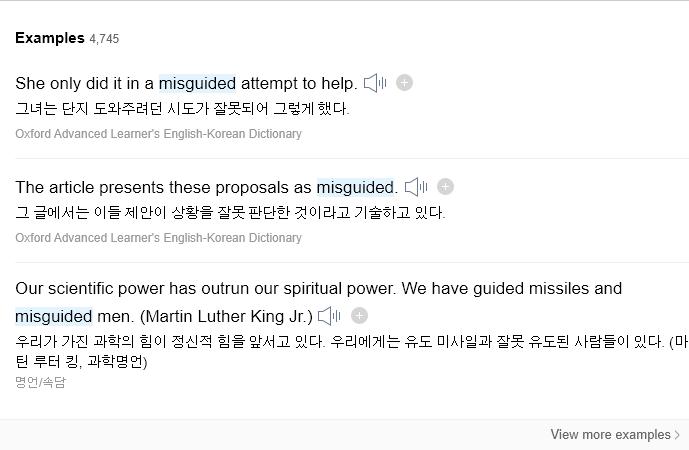 Examples 4,745
She only did it in a misguided attempt to help.
그녀는 단지 도와주려던 시도가 잘못되어 그렇게 했다.
Oxford Advanced Learner's English-Korean Dictionary
The article presents these proposals as misguided.
그 글에서는 이들 제안이 상황을 잘못 판단한 것이라고 기술하고 있다.
Oxford Advanced Learner's English-Korean Dictionary
Our scientific power has outrun our spiritual power. We have guided missiles and
misguided men. (Martin Luther King Jr.)
우리가 가진 과학의 힘이 정신적 힘을 앞서고 있다. 우리에게는 유도 미사일과 잘못 유도된 사람들이 있다. (마
틴 루터 킹, 과학명언)
명언/속담
View more examples